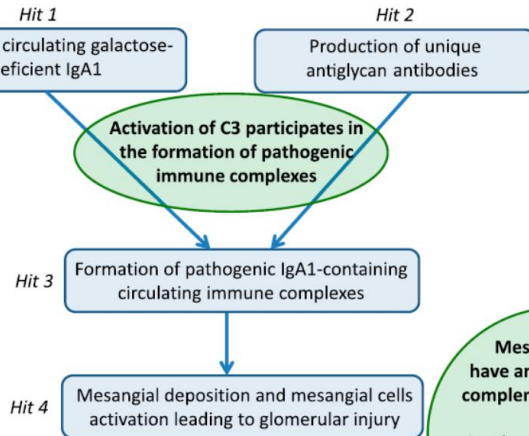 Hit 1
Hit 2
circulating galactose-
eficient IgA1
Production of unique
antiglycan antibodies
Activation of C3 participates in
the formation of pathogenic
immune complexes
Hit 3
Formation of pathogenic IgA1-containing
circulating immune complexes
Hit 4
Mesangial deposition and mesangial cells
activation leading to glomerular injury
Mes
have ar
complem